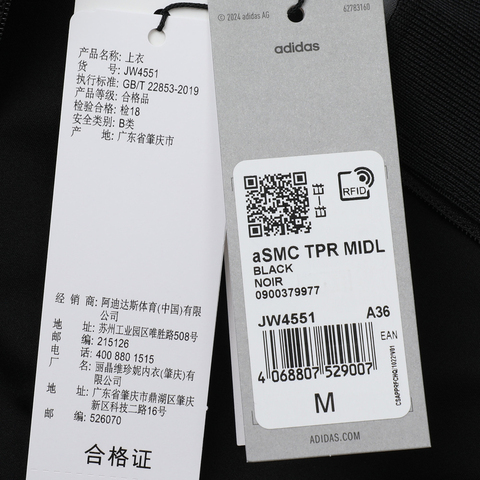 产品名称: 上衣
货 号: JW4551
执行标准: GB/T 22853-2019
产品等级: 合格品
检验合格: 检18
安全类别: B类
产 地: 广东省肇庆市
经 销 商: 阿迪达斯体育(中国)有限
公司
地 址: 苏州工业园区唯胜路508号
邮 编: 215126
电 话: 400 880 1515
厂 名: 丽晶维珍妮内衣(肇庆)有
限公司
地 址: 广东省肇庆市鼎湖区肇庆
新区科技二路16号
邮 编: 526070
合格证
© 2024 adidas AG
62783160
adidas
RFID
aSMC TPR MIDL
BLACK
NOIR
0900379977
JW4551 A36
EAN
4 068807 529007
M
ADIDAS.COM